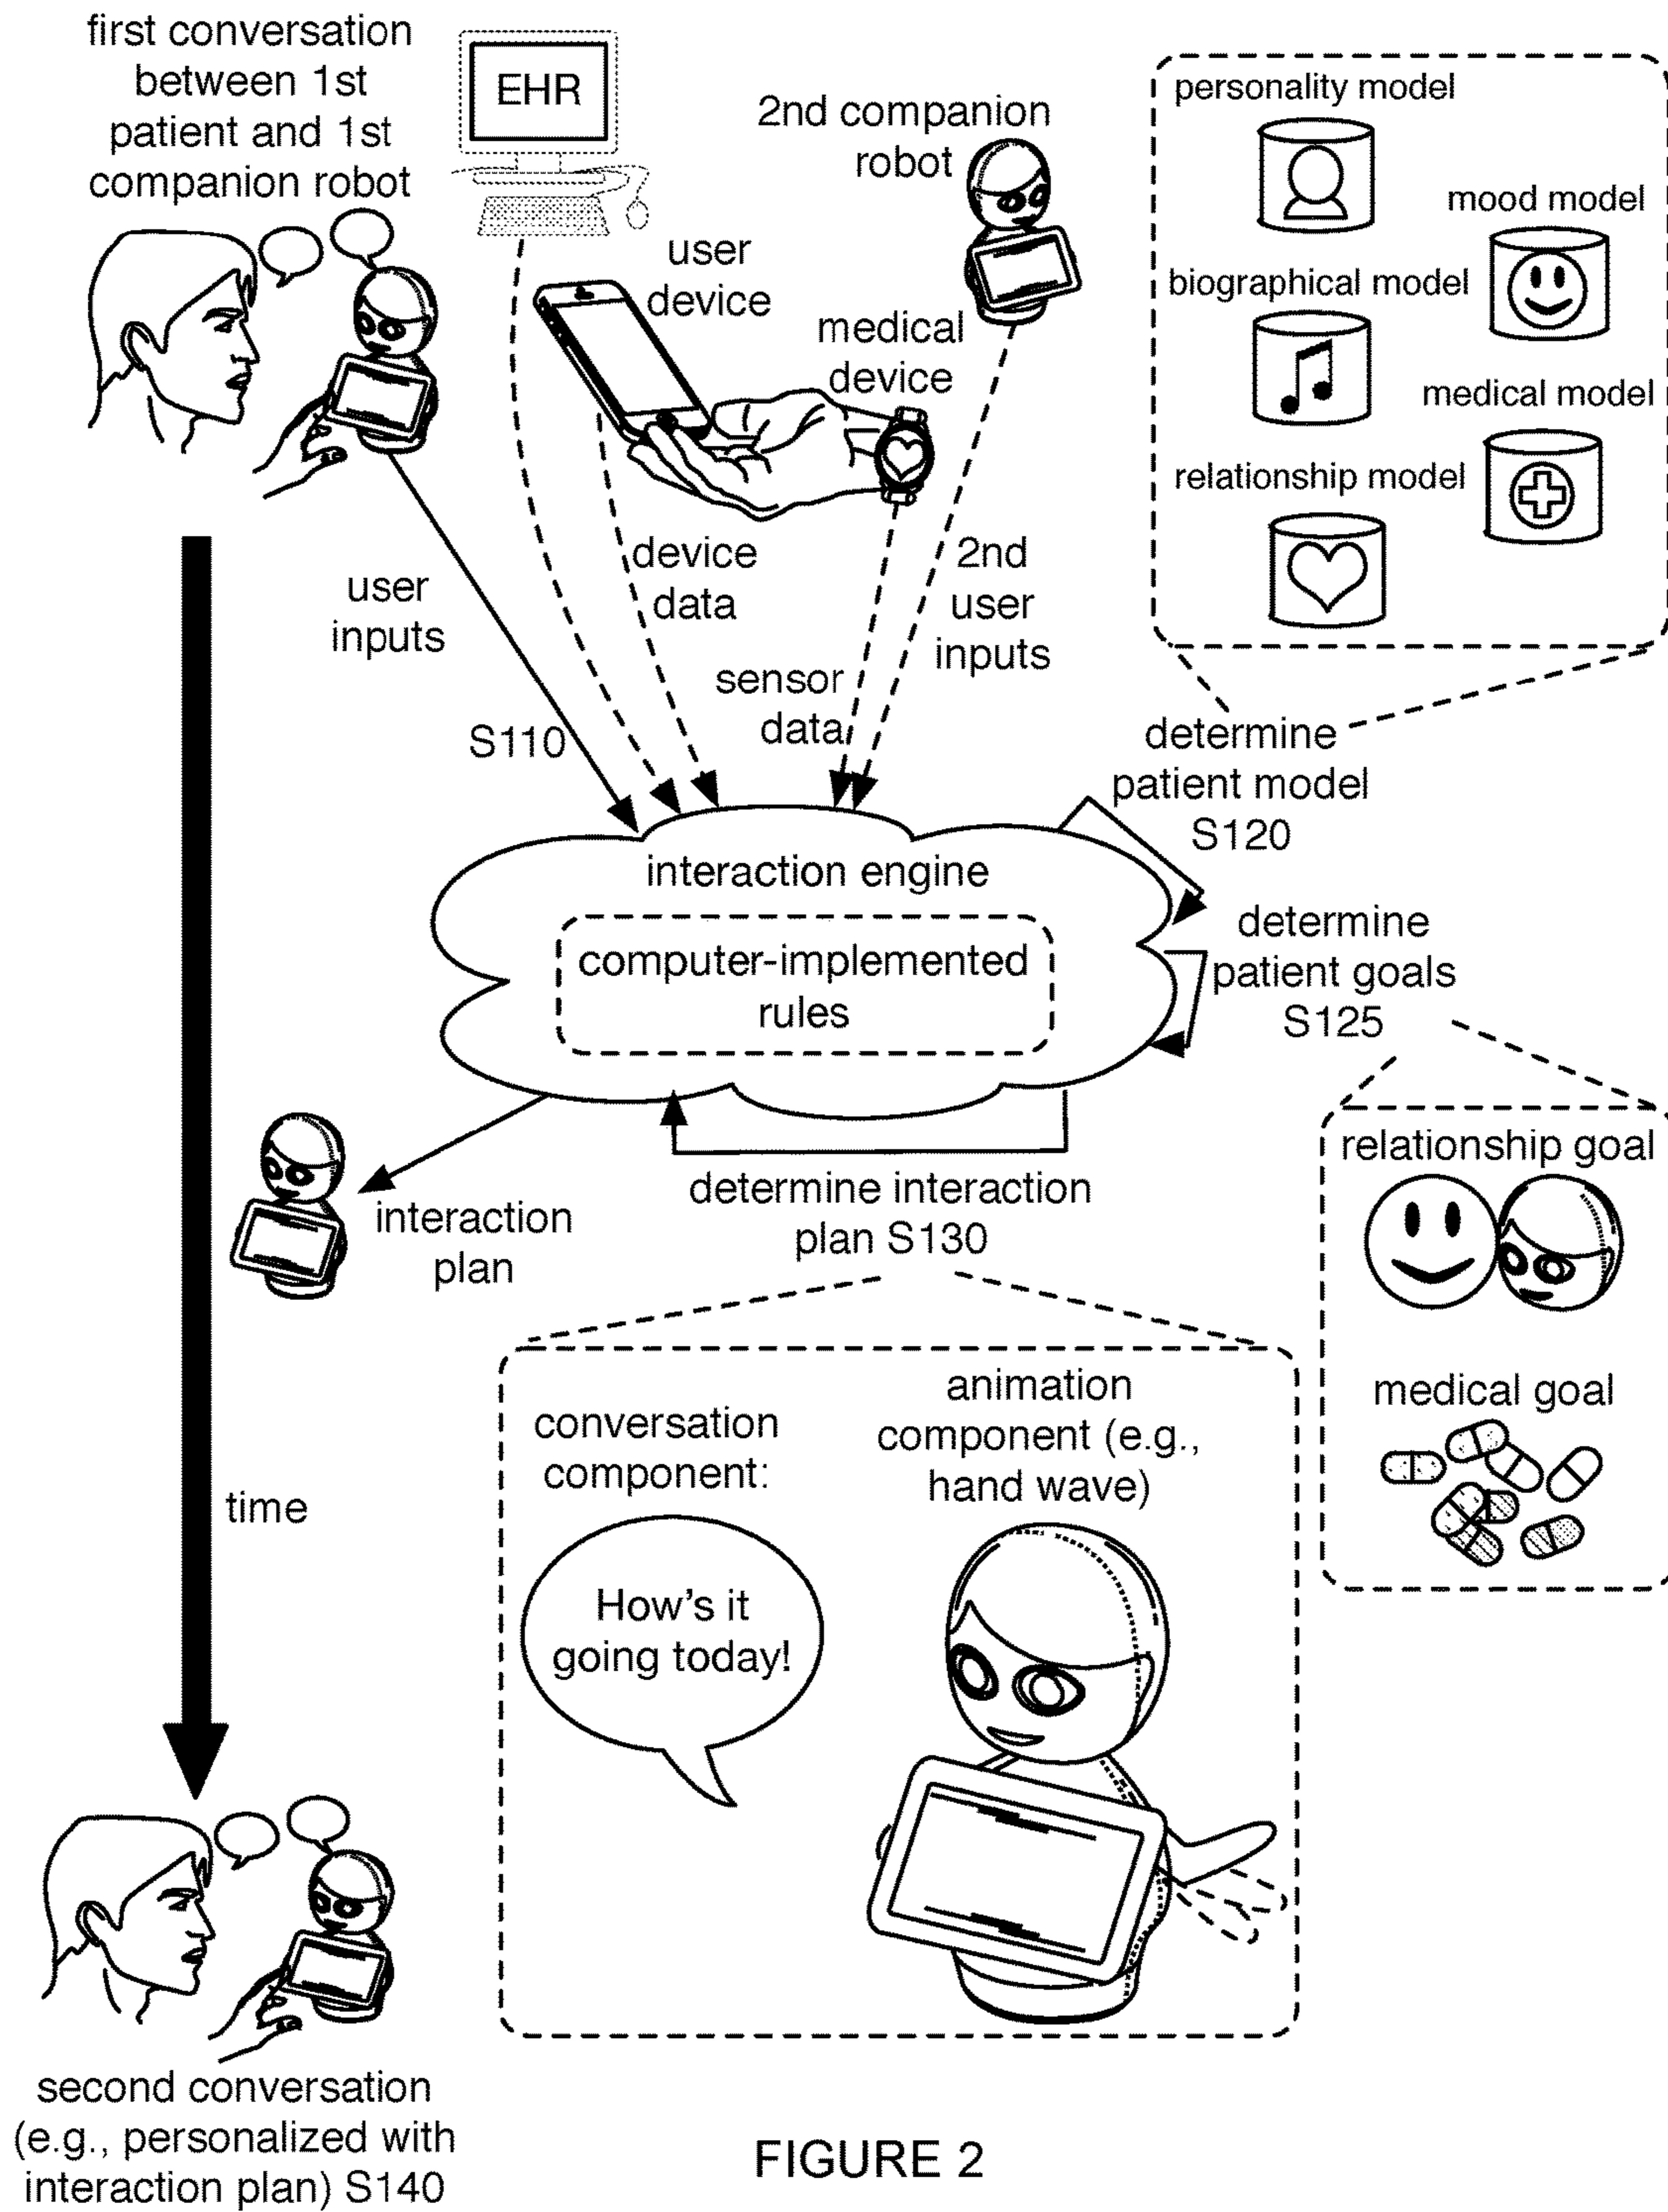 first conversation
between 1st
patient and 1st
companion robot
EHR
2nd companion
robot
personality model
mood model
biographical model
medical model
relationship model
user
device
medical
device
user
inputs
device
data
2nd
user
inputs
sensor
data
S110
determine
patient model
S120
interaction engine
computer-implemented
rules
determine
patient goals
S125
interaction
plan
determine interaction
plan S130
relationship goal
medical goal
time
conversation
component:
animation
component (e.g.,
hand wave)
How's it
going today!
second conversation
(e.g., personalized with
interaction plan) S140
FIGURE 2